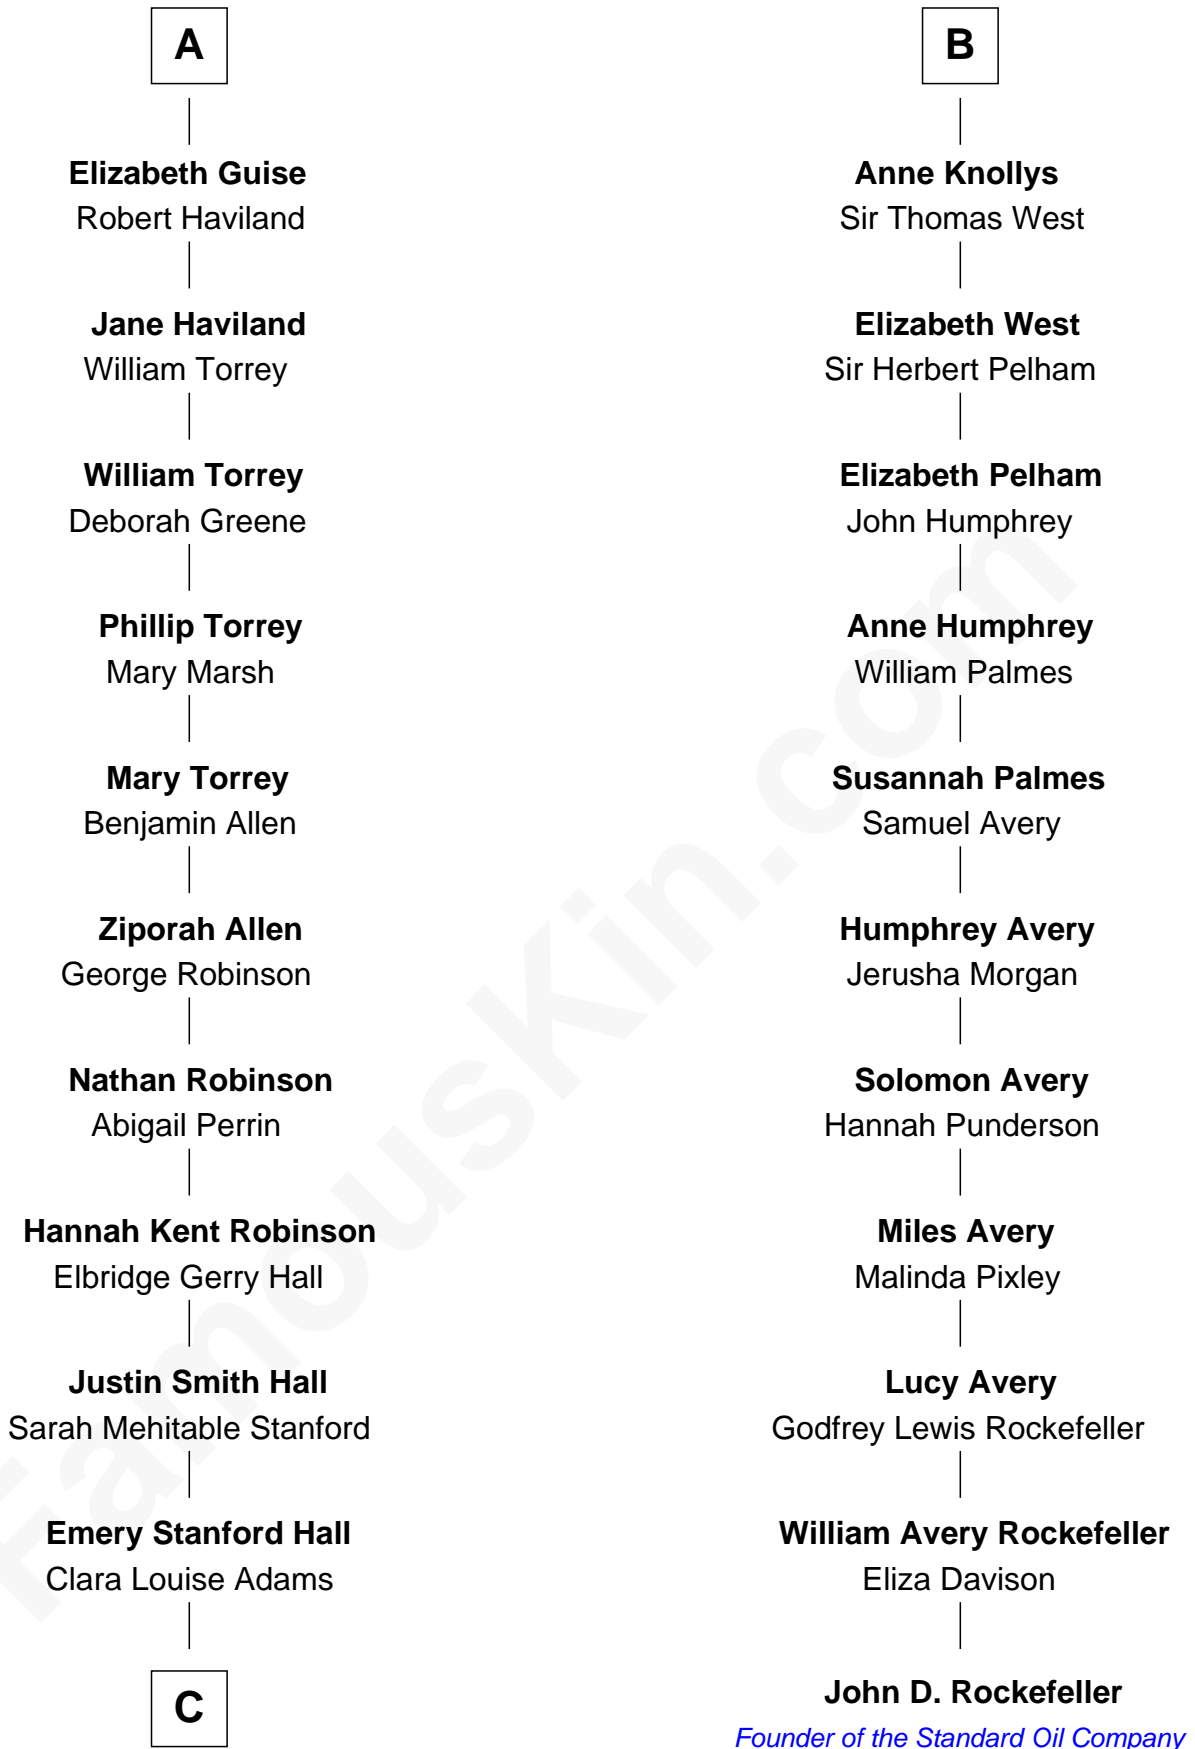 A
Elizabeth Guise
Robert Haviland
Jane Haviland
William Torrey
William Torrey
Deborah Greene
Phillip Torrey
Mary Marsh
Mary Torrey
Benjamin Allen
Ziporah Allen
George Robinson
Nathan Robinson
Abigail Perrin
Hannah Kent Robinson
Elbridge Gerry Hall
Justin Smith Hall
Sarah Mehitable Stanford
Emery Stanford Hall
Clara Louise Adams
C
B
Anne Knollys
Sir Thomas West
Elizabeth West
Sir Herbert Pelham
Elizabeth Pelham
John Humphrey
Anne Humphrey
William Palmes
Susannah Palmes
Samuel Avery
Humphrey Avery
Jerusha Morgan
Solomon Avery
Hannah Punderson
Miles Avery
Malinda Pixley
Lucy Avery
Godfrey Lewis Rockefeller
William Avery Rockefeller
Eliza Davison
John D. Rockefeller
Founder of the Standard Oil Company
FamousKin.com